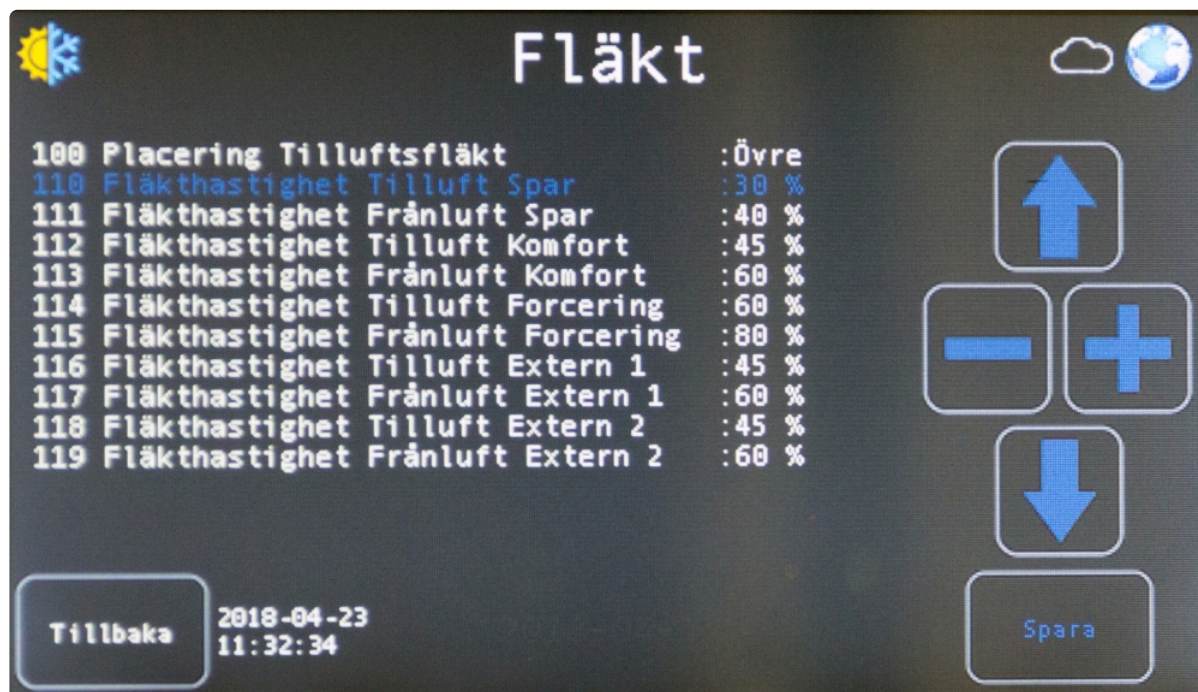 Fläkt
100 Placering Tilluftsfläkt :Övre
110 Fläkthastighet Tilluft Spar :30 %
111 Fläkthastighet Frånluft Spar :40 %
112 Fläkthastighet Tilluft Komfort :45 %
113 Fläkthastighet Frånluft Komfort :60 %
114 Fläkthastighet Tilluft Forcering :60 %
115 Fläkthastighet Frånluft Forcering :80 %
116 Fläkthastighet Tilluft Extern 1 :45 %
117 Fläkthastighet Frånluft Extern 1 :60 %
118 Fläkthastighet Tilluft Extern 2 :45 %
119 Fläkthastighet Frånluft Extern 2 :60 %
Tillbaka
2018-04-23
11:32:34
Spara